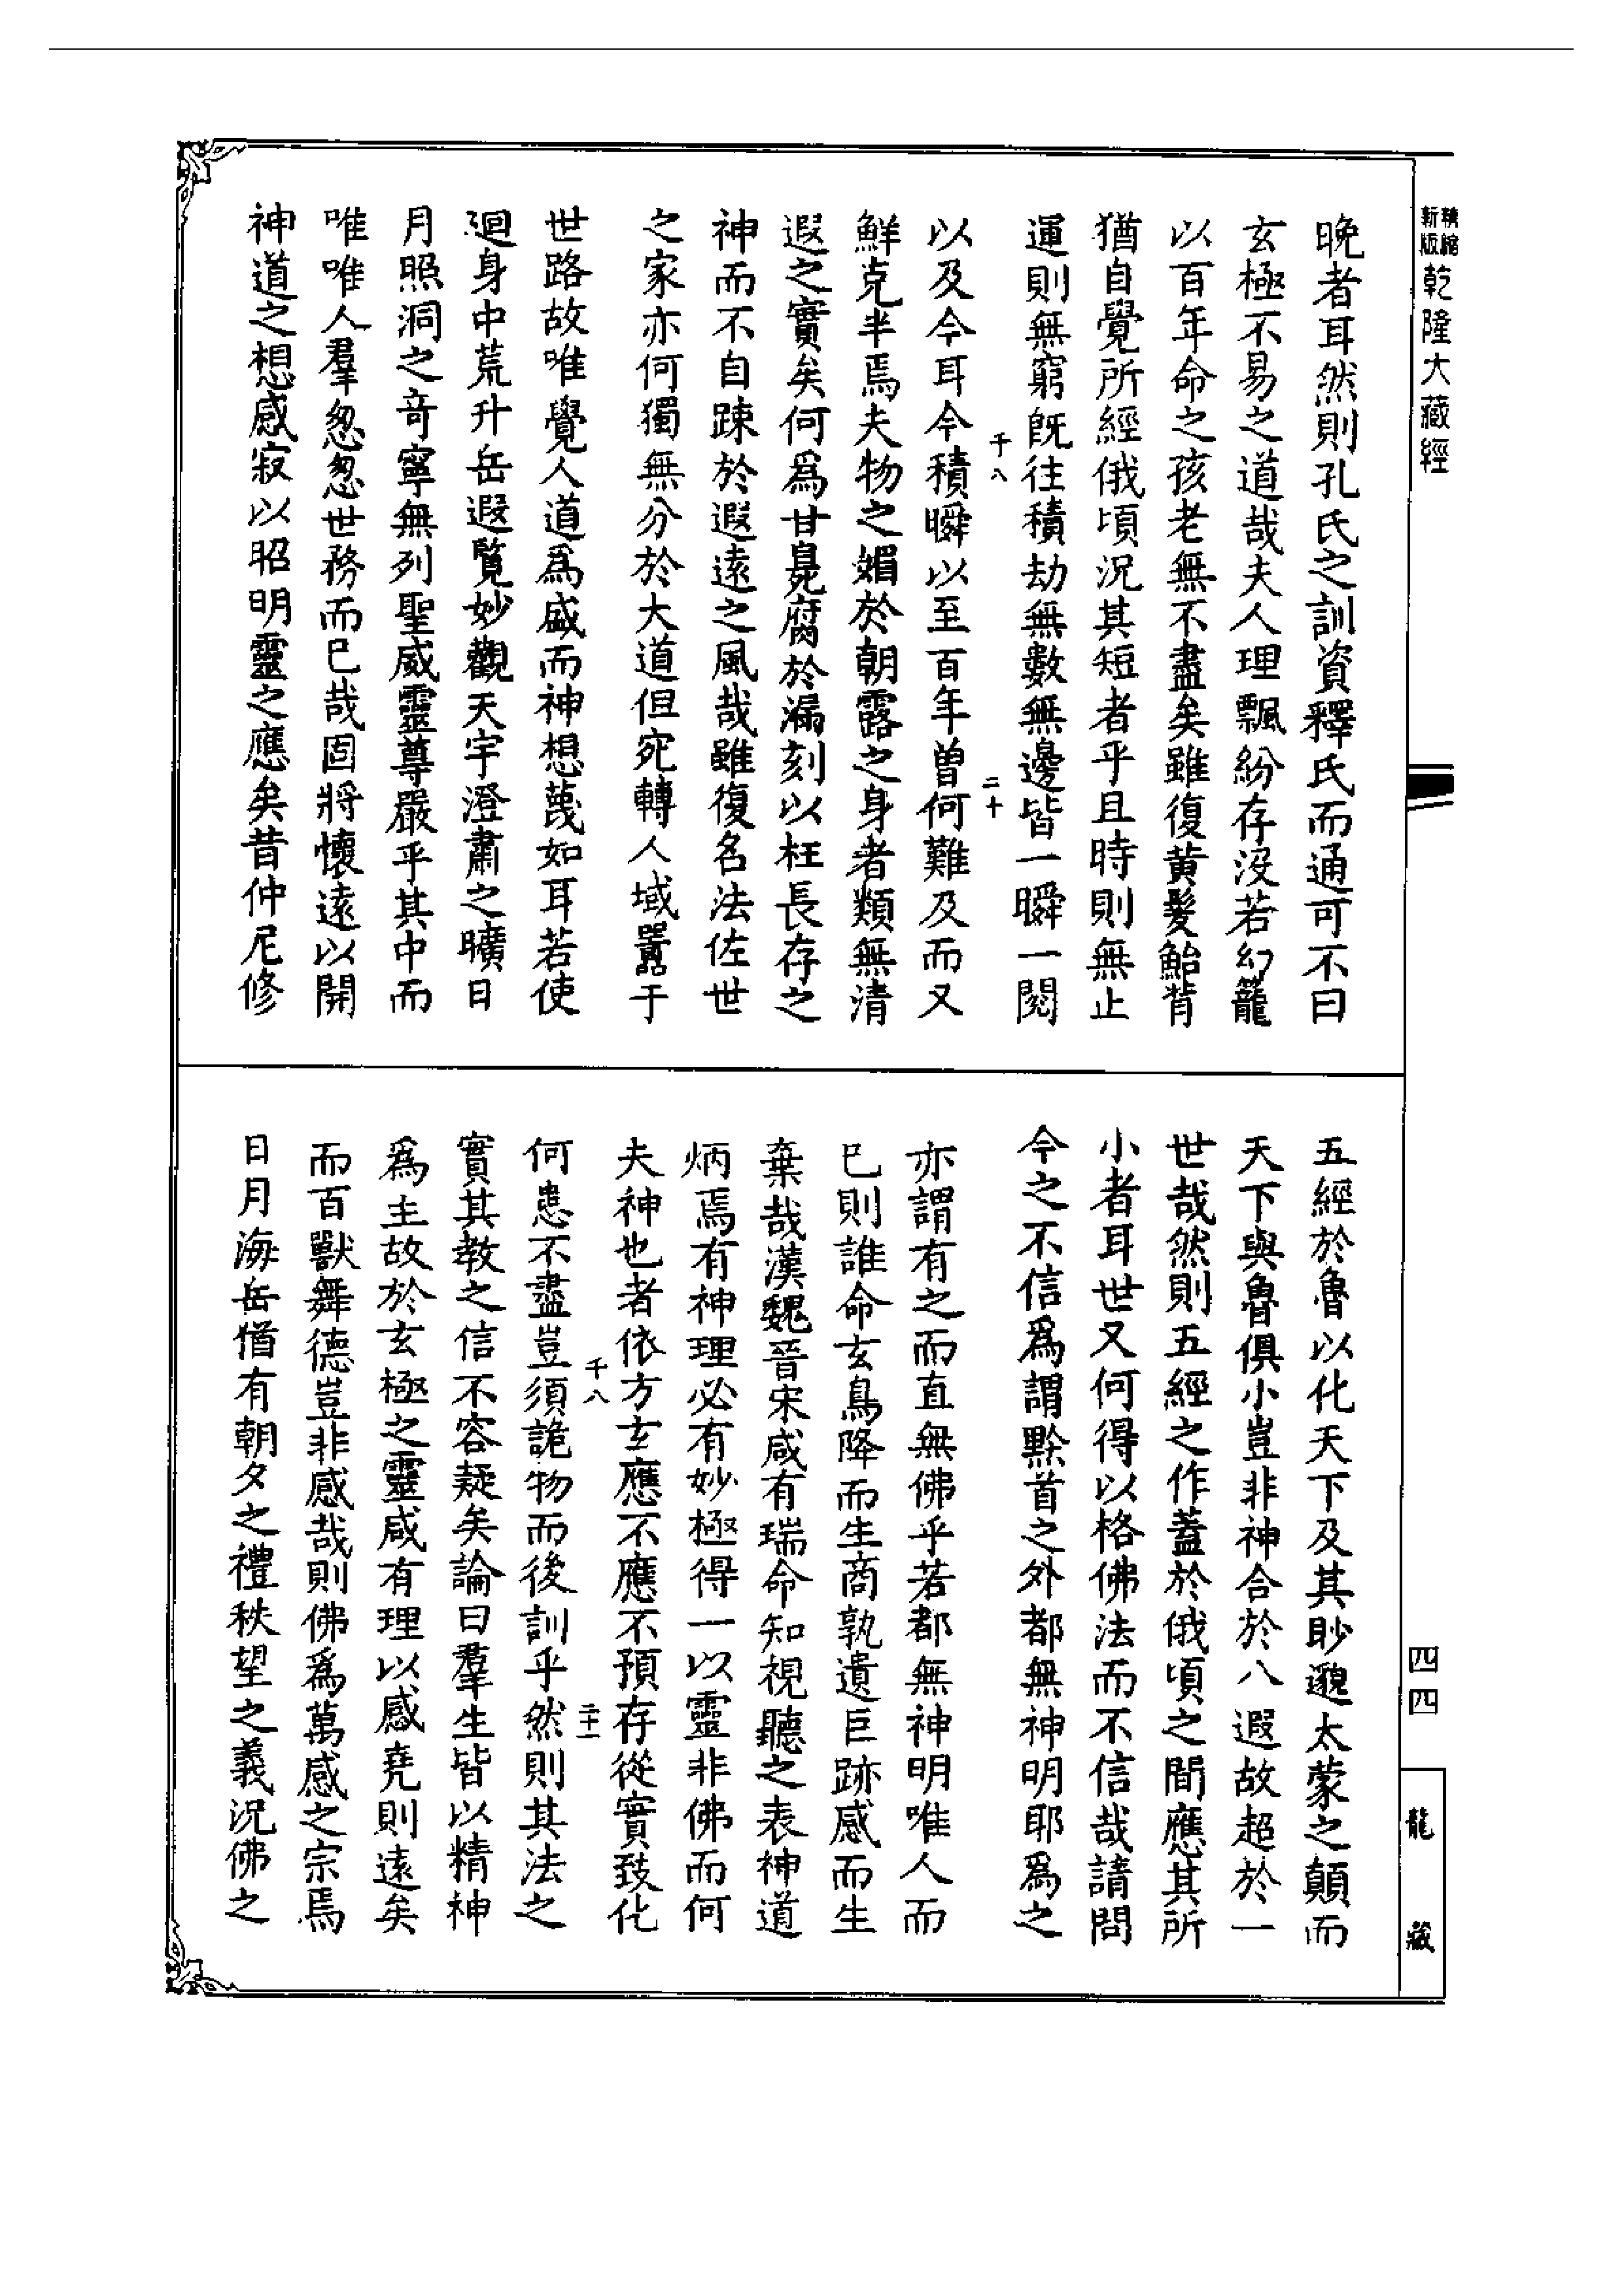 乾隆大藏經
晚者耳然則孔氏之訓資釋氏而通可不曰
玄極不易之道哉夫人理飄紛存沒若幻籠
以百年命之孩老無不盡矣雖復黃髮鮐背
猶自覺所經俄頃況其短者乎且時則無止
運則無窮旣往積劫無數無邊皆一瞬一閱
千八
二十
以及今耳今積瞬以至百年曾何難及而又
鮮克半焉夫物之媚於朝露之身者類無清
遐之實矣何爲甘臰腐於漏刻以枉長存之
神而不自踈於遐遠之風哉雖復名法佐世
之家亦何獨無分於大道但宛轉人域囂于
世路故唯覺人道爲盛而神想蔑如耳若使
迴身中荒升岳遐覽妙觀天宇澄肅之曠日
月照洞之奇寧無列聖威靈尊嚴乎其中而
唯唯人羣怱怱世務而已哉固將懷遠以開
神道之想感寂以昭明靈之應矣昔仲尼修
五經於魯以化天下及其眇邈太蒙之顛而
天下與魯俱小豈非神合於八遐故超於一
世哉然則五經之作蓋於俄頃之間應其所
小者耳世又何得以格佛法而不信哉請問
今之不信爲謂黔首之外都無神明耶爲之
亦謂有之而直無佛乎若都無神明唯人而
巳則誰命玄鳥降而生商孰遺巨跡感而生
棄哉漢魏晉宋咸有瑞命知視聽之表神道
炳焉有神理必有妙極得一以靈非佛而何
夫神也者依方玄應不應不預存從實致化
千八
二十一
何患不盡豈須詭物而後訓乎然則其法之
實其教之信不容疑矣論曰羣生皆以精神
爲主故於玄極之靈咸有理以感堯則遠矣
而百獸舞德豈非感哉則佛爲萬感之宗焉
日月海岳猶有朝夕之禮秩望之義況佛之
四四
龍藏